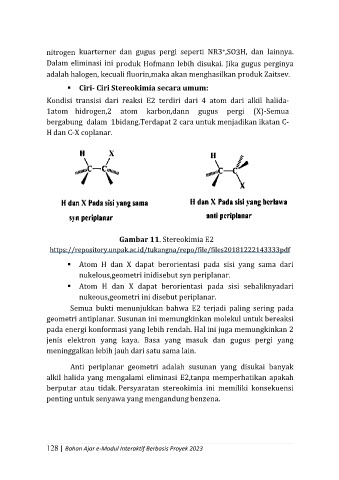 nitrogen kuarterner dan gugus pergi seperti NR3⁺,SO3H, dan lainnya.
Dalam eliminasi ini produk Hofmann lebih disukai. Jika gugus perginya
adalah halogen, kecuali fluorin,maka akan menghasilkan produk Zaitsev.
▪ Ciri- Ciri Stereokimia secara umum:
Kondisi transisi dari reaksi E2 terdiri dari 4 atom dari alkil halida-
1atom hidrogen,2 atom karbon,dann gugus pergi (X)-Semua
bergabung dalam 1bidang.Terdapat 2 cara untuk menjadikan ikatan C-
H dan C-X coplanar.
H X
C C
H dan X Pada sisi yang sama
syn periplanar
H
C C
X
H dan X Pada sisi yang berlawa
anti periplanar
Gambar 11. Stereokimia E2
https://repository.unpak.ac.id/tukangna/repo/file/files20181222143333pdf
▪ Atom H dan X dapat berorientasi pada sisi yang sama dari
nukelous,geometri inidisebut syn periplanar.
▪ Atom H dan X dapat berorientasi pada sisi sebalikmyadari
nukeous,geometri ini disebut periplanar.
Semua bukti menunjukkan bahwa E2 terjadi paling sering pada
geometri antiplanar. Susunan ini memungkinkan molekul untuk bereaksi
pada energi konformasi yang lebih rendah. Hal ini juga memungkinkan 2
jenis elektron yang kaya. Basa yang masuk dan gugus pergi yang
meninggalkan lebih jauh dari satu sama lain.
Anti periplanar geometri adalah susunan yang disukai banyak
alkil halida yang mengalami eliminasi E2,tanpa memperhatikan apakah
berputar atau tidak. Persyaratan stereokimia ini memiliki konsekuensi
penting untuk senyawa yang mengandung benzena.
128 | Bahan Ajar e-Modul Interaktif Berbasis Proyek 2023